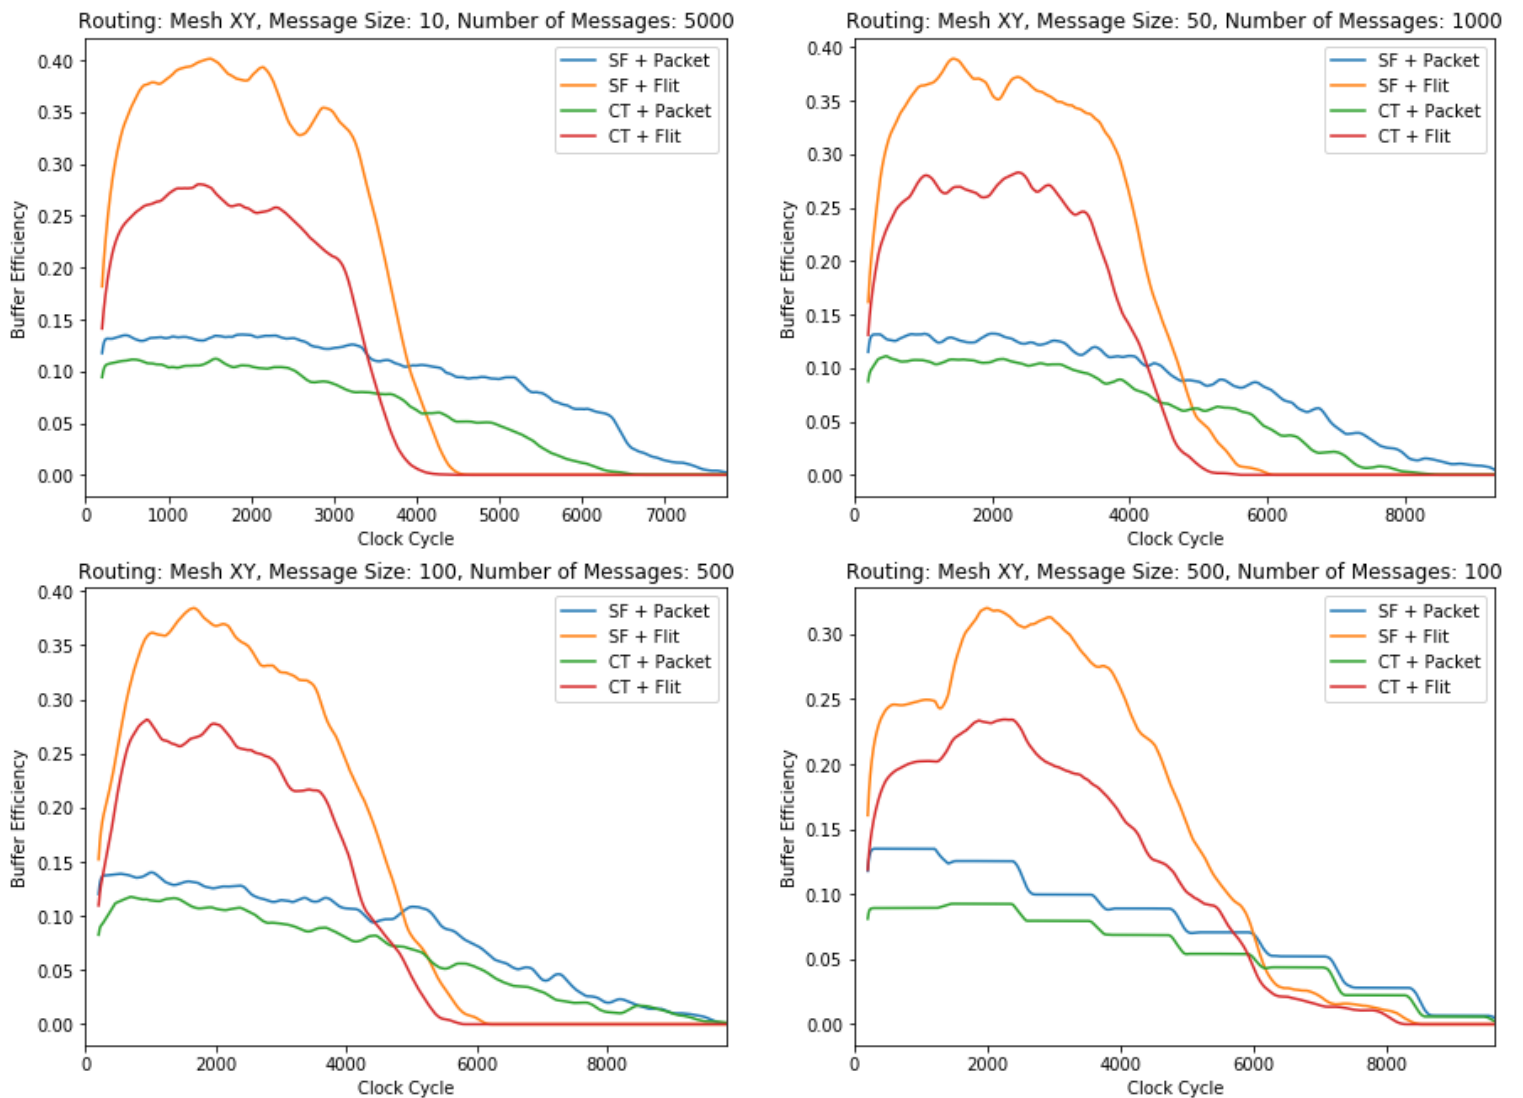 Routing: Mesh XY, Message Size: 10, Number of Messages: 5000
0.40
0.35
0.30
0.25
0.20
0.15
0.10
0.05
0.00
Buffer Efficiency
SF + Packet
SF + Flit
CT + Packet
CT + Flit
0 1000 2000 3000 4000 5000 6000 7000
Clock Cycle
Routing: Mesh XY, Message Size: 50, Number of Messages: 1000
0.40
0.35
0.30
0.25
0.20
0.15
0.10
0.05
0.00
Buffer Efficiency
SF + Packet
SF + Flit
CT + Packet
CT + Flit
0 2000 4000 6000 8000
Clock Cycle
Routing: Mesh XY, Message Size: 100, Number of Messages: 500
0.40
0.35
0.30
0.25
0.20
0.15
0.10
0.05
0.00
Buffer Efficiency
SF + Packet
SF + Flit
CT + Packet
CT + Flit
0 2000 4000 6000 8000
Clock Cycle
Routing: Mesh XY, Message Size: 500, Number of Messages: 100
0.30
0.25
0.20
0.15
0.10
0.05
0.00
Buffer Efficiency
SF + Packet
SF + Flit
CT + Packet
CT + Flit
0 2000 4000 6000 8000
Clock Cycle